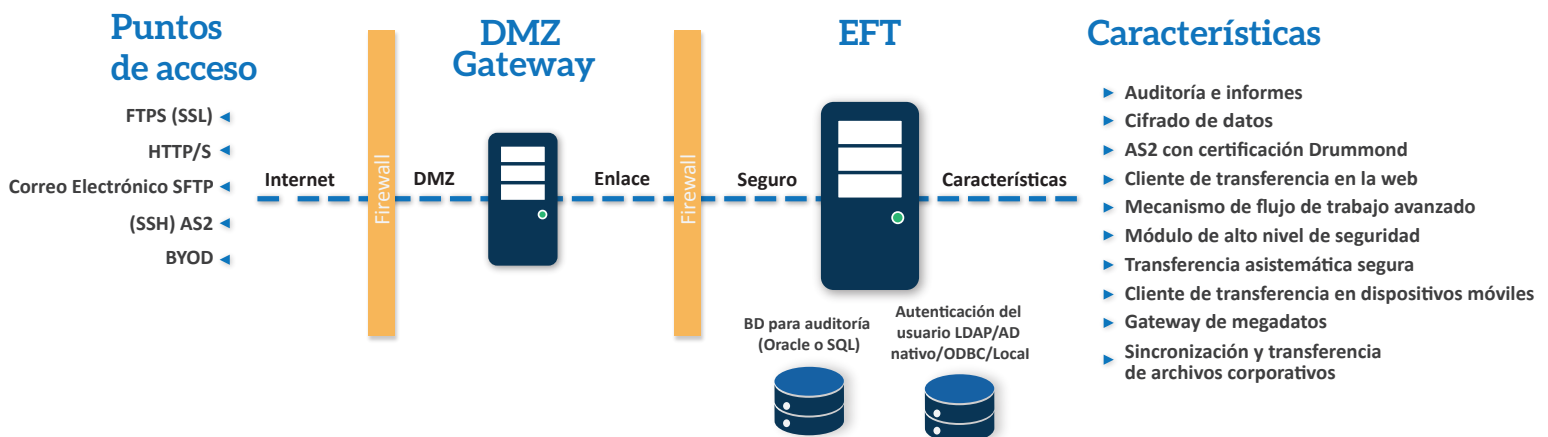 Puntos
de acceso
FTPS (SSL)
HTTP/S
Correo Electrónico SFTP
(SSH) AS2
BYOD
Internet
Firewall
DMZ
Gateway
DMZ
Enlace
Firewall
EFT
Seguro
Características
BD para auditoría
(Oracle o SQL)
Autenticación del
usuario LDAP/AD
nativo/ODBC/Local
Características
Auditoría e informes
Cifrado de datos
AS2 con certificación Drummond
Cliente de transferencia en la web
Mecanismo de flujo de trabajo avanzado
Módulo de alto nivel de seguridad
Transferencia asistemática segura
Cliente de transferencia en dispositivos móviles
Gateway de megadatos
Sincronización y transferencia
de archivos corporativos